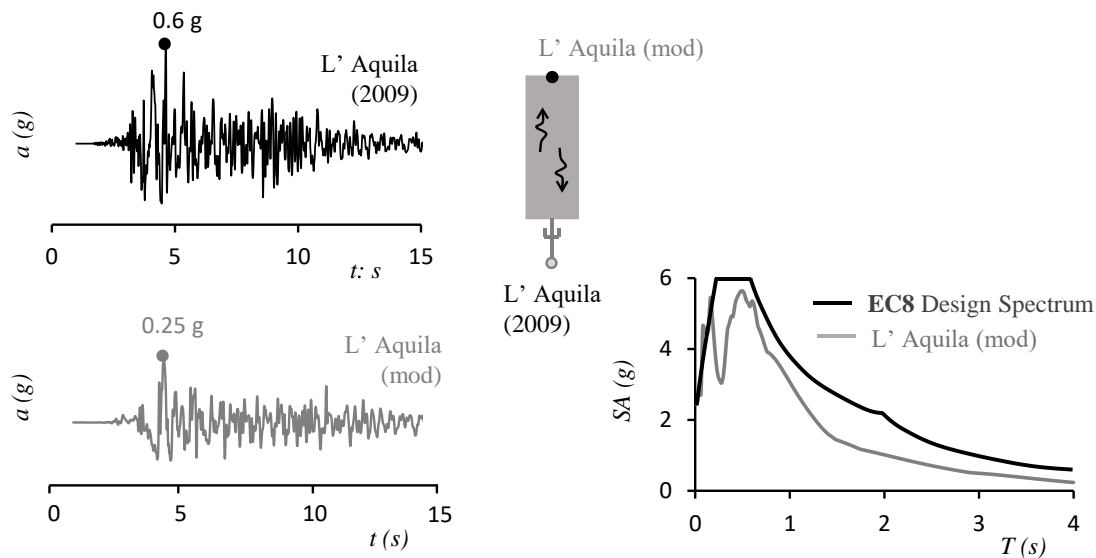 0.6 g
L’ Aquila
(2009)
a (g)
0
5
10
15
t: s
0.25 g
L’ Aquila
(mod)
a (g)
0
5
10
15
t (s)
L’ Aquila (mod)
L’ Aquila
(2009)
6
4
2
0
SA (g)
EC8 Design Spectrum
L’ Aquila (mod)
0
1
2
3
4
T (s)